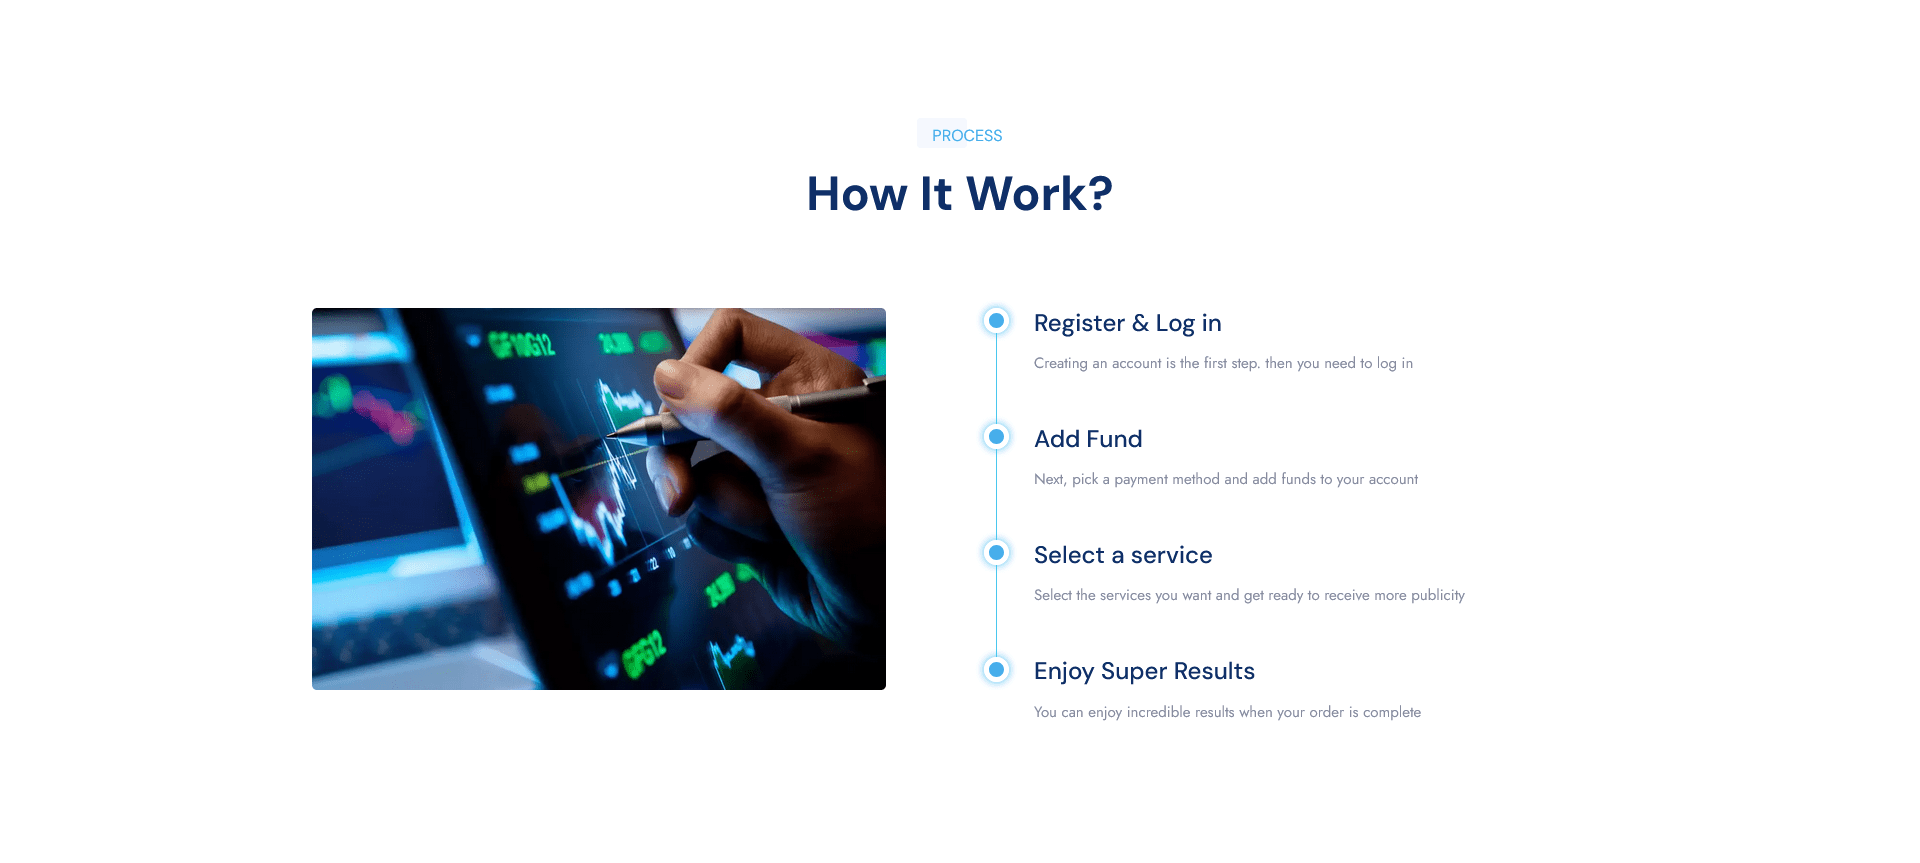 PROCESS
How It Work?
Register & Log in
Creating an account is the first step. then you need to log in
Add Fund
Next, pick a payment method and add funds to your account
Select a service
Select the services you want and get ready to receive more publicity
Enjoy Super Results
You can enjoy incredible results when your order is complete